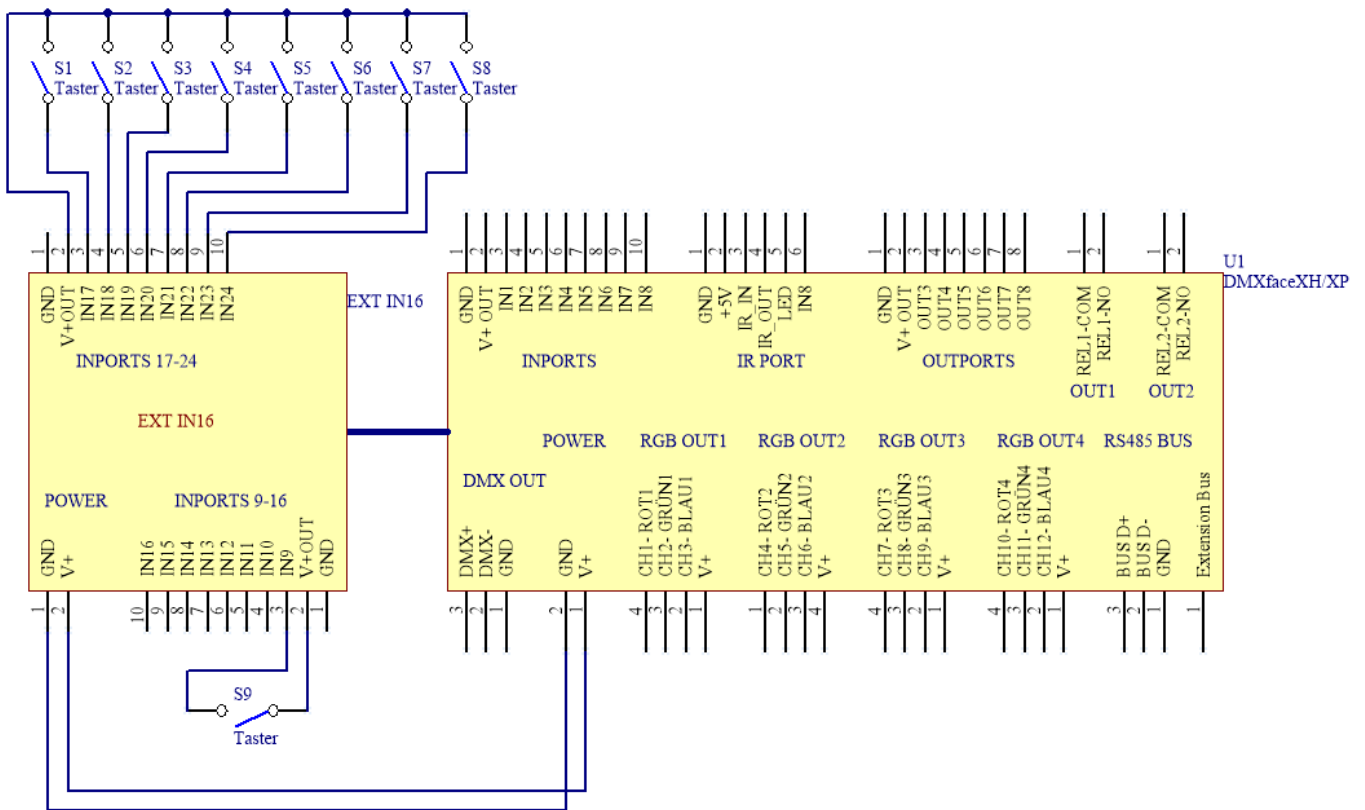 S1 S2 S3 S4 S5 S6 S7 S8
Taster Taster Taster Taster Taster Taster Taster Taster
1 2 3 4 5 6 7 8 9 10
GND V+OUT IN17 IN18 IN19 IN20 IN21 IN22 IN23 IN24
EXT IN16
INPORTS 17-24
EXT IN16
POWER INPORTS 9-16
GND V+ IN16 IN15 IN14 IN13 IN12 IN11 IN10 IN9 V+OUT GND
1 2 10 9 8 7 6 5 4 3 2 1
S9
Taster
U1
DMXfaceXH/XP
1 2 3 4 5 6 7 8 9 10 1 2 3 4 5 6 1 2 3 4 5 6 7 8 1 2 1 2
GND V+ OUT IN1 IN2 IN3 IN4 IN5 IN6 IN7 IN8
GND +5V IR_IN IR_OUT LED IN8
GND V+ OUT OUT3 OUT4 OUT5 OUT6 OUT7 OUT8
REL1-COM REL1-NO
REL2-COM REL2-NO
INPORTS IR PORT OUTPORTS OUT1 OUT2
POWER RGB OUT1 RGB OUT2 RGB OUT3 RGB OUT4 RS485 BUS
DMX OUT
DMX+ DMX- GND
GND V+
CH1- ROT1 CH2- GRÜN1 CH3- BLAU1 V+
CH4- ROT2 CH5- GRÜN2 CH6- BLAU2 V+
CH7- ROT3 CH8- GRÜN3 CH9- BLAU3 V+
CH10- ROT4 CH11- GRÜN4 CH12- BLAU4 V+
BUS D+ BUS D- GND
Extension Bus
3 2 1 2 1 4 3 2 1 1 2 3 4 4 3 2 1 4 3 2 1 3 2 1 1